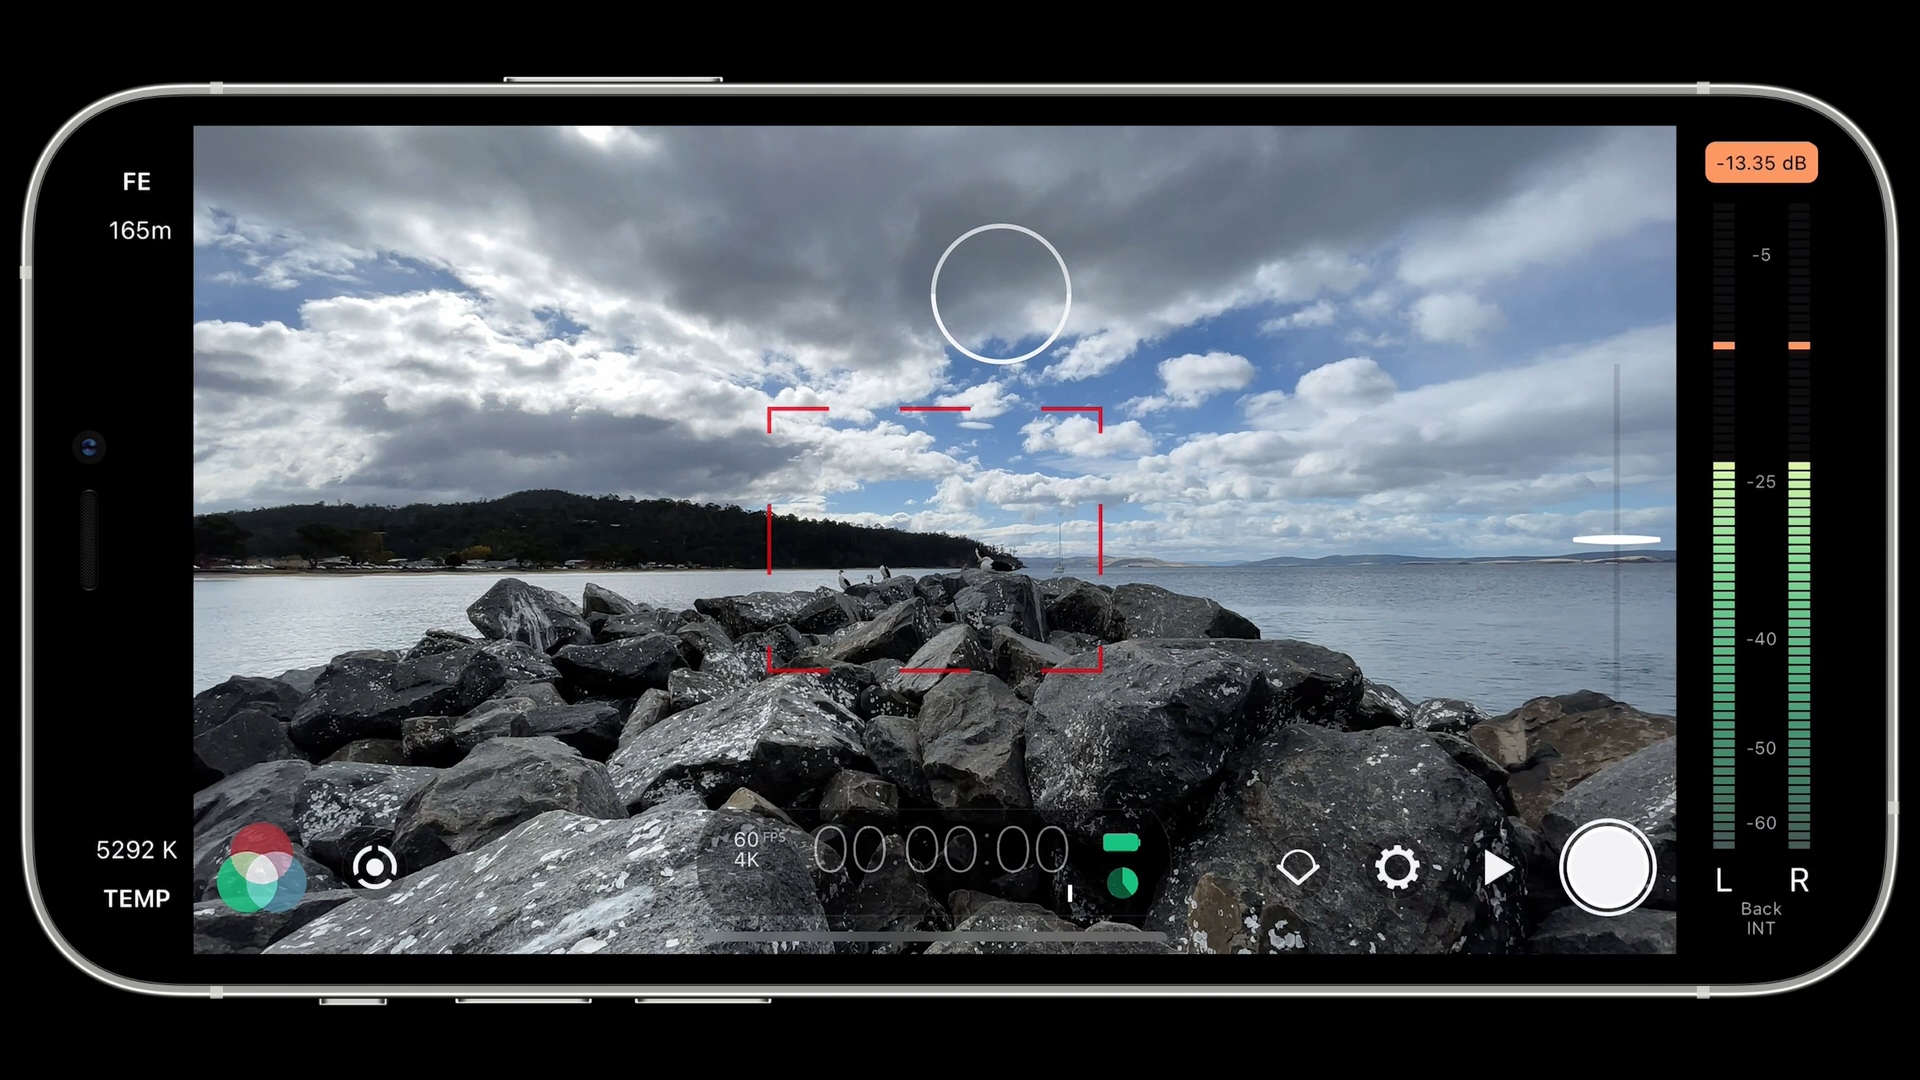 FE
165m
-13.35 dB
-5
-25
-40
-50
-60
L R
Back
INT
5292 K
TEMP
60 FPS
4K
00:00:00